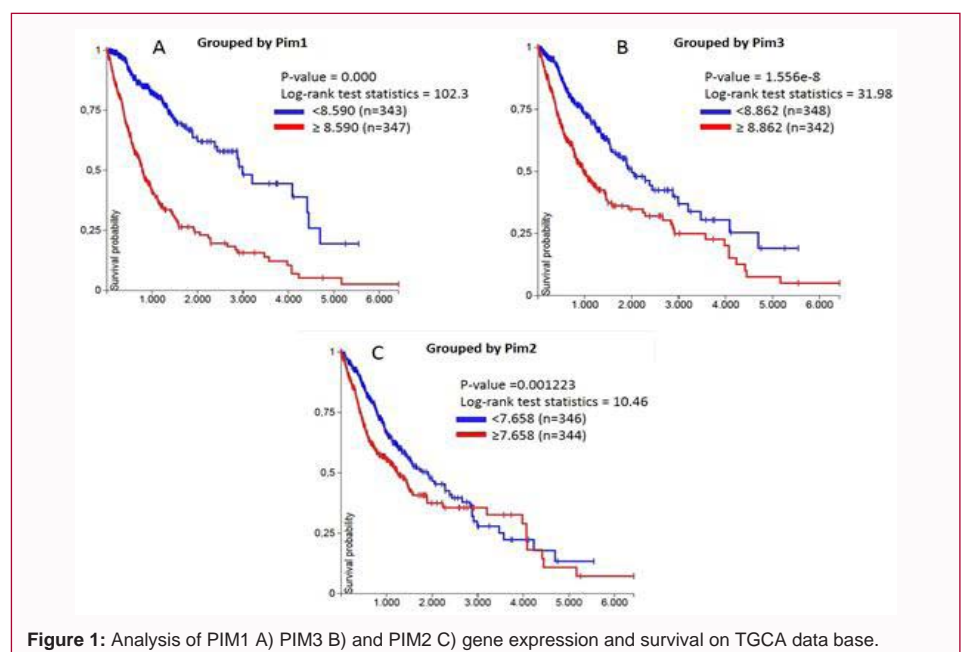 A
Grouped by Pim1
P-value = 0.000
Log-rank test statistics = 102.3
<8.590 (n=343)
≥ 8.590 (n=347)
1
0,75
0,5
0,25
0
Survival probability
1.000 2.000 3.000 4.000 5.000 6.000
B
Grouped by Pim3
P-value = 1.556e-8
Log-rank test statistics = 31.98
<8.862 (n=348)
≥ 8.862 (n=342)
1
0,75
0,5
0,25
0
Survival probability
1.000 2.000 3.000 4.000 5.000 6.000
C
Grouped by Pim2
P-value =0.001223
Log-rank test statistics = 10.46
<7.658 (n=346)
≥7.658 (n=344)
1
0,75
0,5
0,25
0
Survival probability
1.000 2.000 3.000 4.000 5.000 6.000
Figure 1: Analysis of PIM1 A) PIM3 B) and PIM2 C) gene expression and survival on TGCA data base.